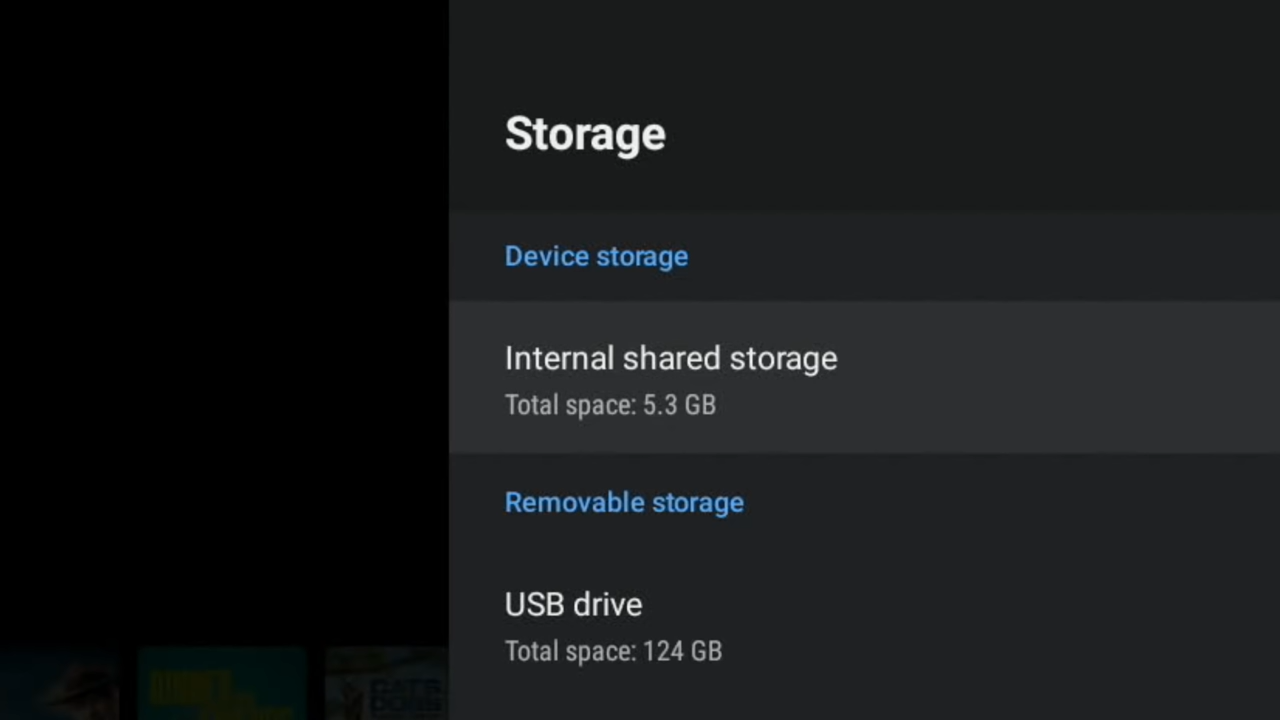 Storage
Device storage
Internal shared storage
Total space: 5.3 GB
Removable storage
USB drive
Total space: 124 GB